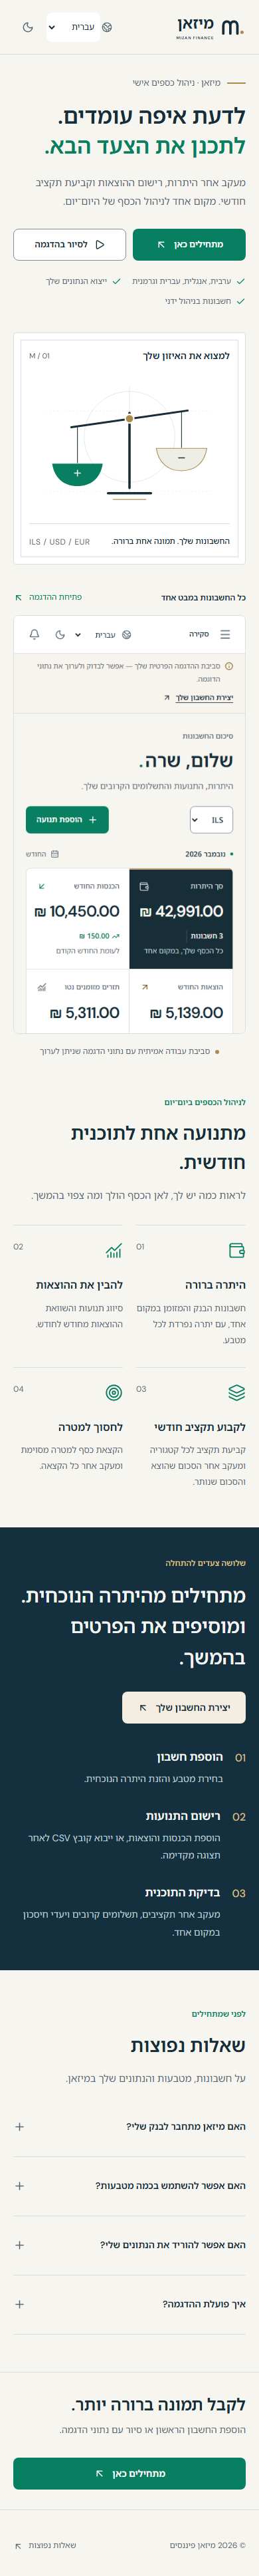 מיזאן
MIZAN FINANCE
עברית
מיזאן · ניהול כספים אישי
לדעת איפה עומדים.
לתכנן את הצעד הבא.
מעקב אחר היתרות, רישום ההוצאות וקביעת תקציב
חודשי. מקום אחד לניהול הכסף של היום־יום.
מתחילים כאן
לסיור בהדגמה
ערבית, אנגלית, עברית וגרמנית
ייצוא הנתונים שלך
חשבונות בניהול ידני
למצוא את האיזון שלך
M / 01
החשבונות שלך. תמונה אחת ברורה.
ILS / USD / EUR
כל החשבונות במבט אחד
פתיחת ההדגמה
סקירה
עברית
סביבת ההדגמה הפרטית שלך — אפשר לבדוק ולערוך את נתוני
הדוגמה.
יצירת החשבון שלך
סיכום החשבונות
שלום, שרה.
היתרות, התנועות והתשלומים הקרובים שלך.
ILS
הוספת תנועה
נובמבר 2026
החודש
סך היתרות
42,991.00 ₪
3 חשבונות
כל הכסף שלך, במקום אחד
הכנסות החודש
10,450.00 ₪
150.00 ₪
לעומת החודש הקודם
הוצאות החודש
5,139.00 ₪
תזרים מזומנים נטו
5,311.00 ₪
סביבת עבודה אמיתית עם נתוני הדגמה שניתן לערוך
לניהול הכספים ביום־יום
מתנועה אחת לתוכנית
חודשית.
לראות כמה יש לך, לאן הכסף הולך ומה צפוי בהמשך.
01
היתרה ברורה
חשבונות הבנק והמזומן במקום
אחד, עם יתרה נפרדת לכל
מטבע.
02
להבין את ההוצאות
סיווג תנועות והשוואת
ההוצאות מחודש לחודש.
03
לקבוע תקציב חודשי
קביעת תקציב לכל קטגוריה
ומעקב אחר הסכום שהוצא
והסכום שנותר.
04
לחסוך למטרה
הקצאת כסף למטרה מסוימת
ומעקב אחר כל הקצאה.
שלושה צעדים להתחלה
מתחילים מהיתרה הנוכחית.
ומוסיפים את הפרטים
בהמשך.
יצירת החשבון שלך
01
הוספת חשבון
בחירת מטבע והזנת היתרה הנוכחית.
02
רישום התנועות
הוספת הכנסות והוצאות, או ייבוא קובץ CSV לאחר
תצוגה מקדימה.
03
בדיקת התוכנית
מעקב אחר תקציבים, תשלומים קרובים ויעדי חיסכון
במקום אחד.
לפני שמתחילים
שאלות נפוצות
על חשבונות, מטבעות והנתונים שלך במיזאן.
האם מיזאן מתחבר לבנק שלי?
האם אפשר להשתמש בכמה מטבעות?
האם אפשר להוריד את הנתונים שלי?
איך פועלת ההדגמה?
לקבל תמונה ברורה יותר.
הוספת החשבון הראשון או סיור עם נתוני הדגמה.
מתחילים כאן
© 2026 מיזאן פיננסים
שאלות נפוצות